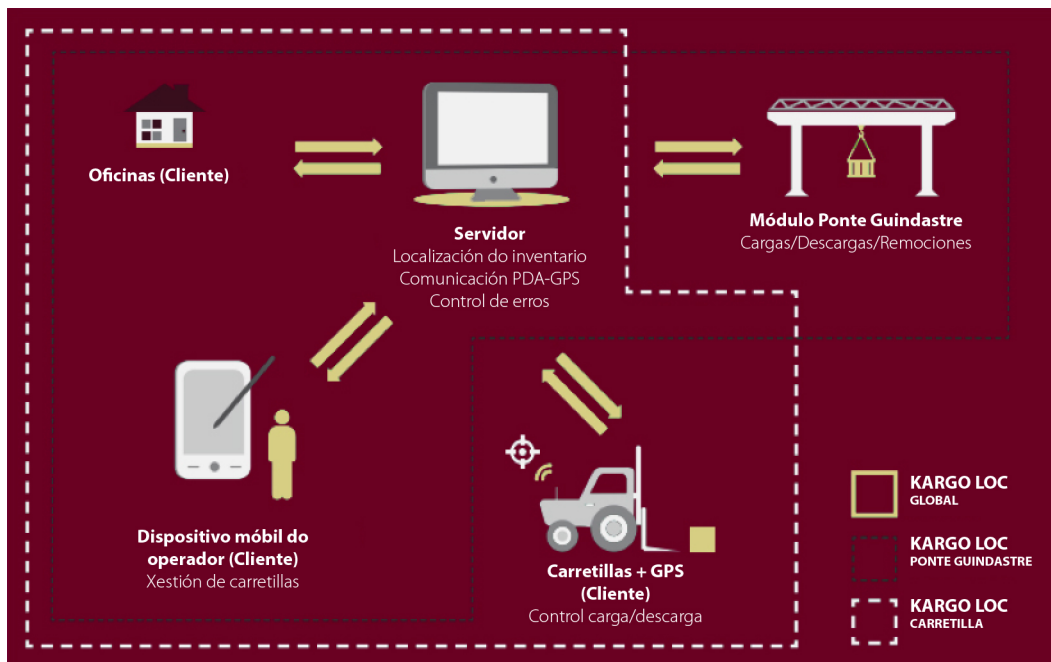 Oficinas (Cliente)
Servidor
Localización do inventario
Comunicación PDA-GPS
Control de erros
Módulo Ponte Guindastre
Cargas/Descargas/Remociones
Dispositivo móbil do
operador (Cliente)
Xestión de carretillas
Carretillas + GPS
(Cliente)
Control carga/descarga
KARGO LOC
GLOBAL
KARGO LOC
PONTE GUINDASTRE
KARGO LOC
CARRETILLA